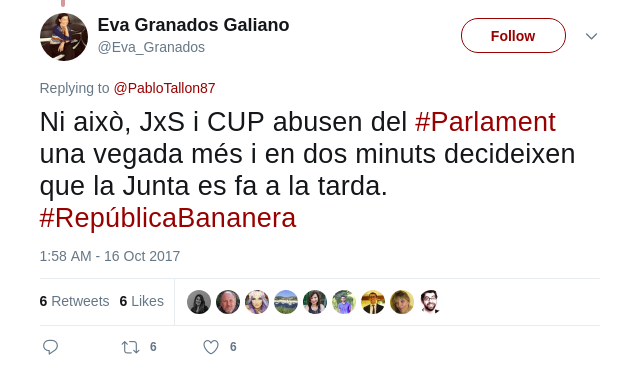 Eva Granados Galiano
@Eva_Granados
Follow
Replying to @PabloTallon87
Ni això, JxS i CUP abusen del #Parlament
una vegada més i en dos minuts decideixen
que la Junta es fa a la tarda.
#RepúblicaBananera
1:58 AM - 16 Oct 2017
6 Retweets 6 Likes
6 6